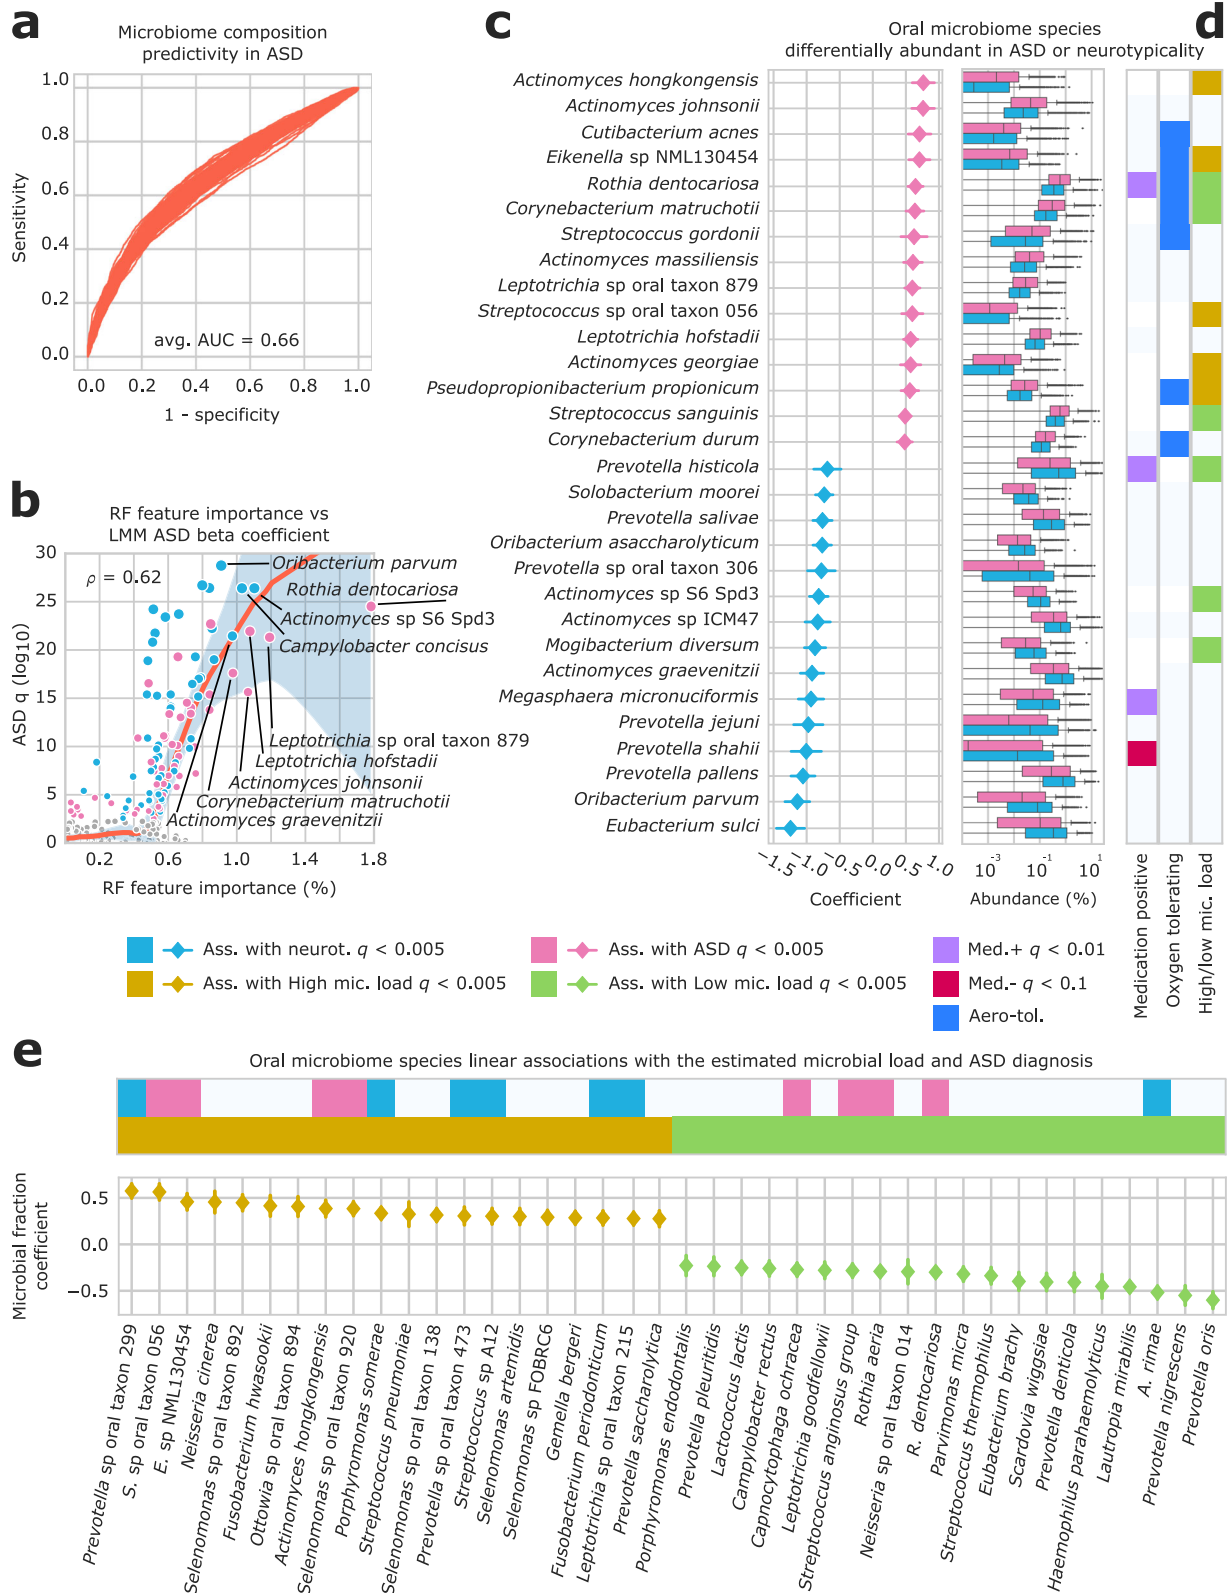 a
Microbiome composition
predictivity in ASD
Sensitivity
1.0
0.8
0.6
0.4
0.2
0.0
avg. AUC = 0.66
0.0 0.2 0.4 0.6 0.8 1.0
1 - specificity
b
RF feature importance vs
LMM ASD beta coefficient
ASD q (log10)
30
25
20
15
10
5
0
ρ = 0.62
Oribacterium parvum
Rothia dentocariosa
Actinomyces sp S6 Spd3
Campylobacter concisus
Leptotrichia sp oral taxon 879
Leptotrichia hofstadii
Actinomyces johnsonii
Corynebacterium matruchotii
Actinomyces graevenitzii
0.2 0.6 1.0 1.4 1.8
RF feature importance (%)
c
Oral microbiome species
differentially abundant in ASD or neurotypicality
d
Actinomyces hongkongensis
Actinomyces johnsonii
Cutibacterium acnes
Eikenella sp NML130454
Rothia dentocariosa
Corynebacterium matruchotii
Streptococcus gordonii
Actinomyces massiliensis
Leptotrichia sp oral taxon 879
Streptococcus sp oral taxon 056
Leptotrichia hofstadii
Actinomyces georgiae
Pseudopropionibacterium propionicum
Streptococcus sanguinis
Corynebacterium durum
Prevotella histicola
Solobacterium moorei
Prevotella salivae
Oribacterium asaccharolyticum
Prevotella sp oral taxon 306
Actinomyces sp S6 Spd3
Actinomyces sp ICM47
Mogibacterium diversum
Actinomyces graevenitzii
Megasphaera micronuciformis
Prevotella jejuni
Prevotella shahii
Prevotella pallens
Oribacterium parvum
Eubacterium sulci
−1.5 −1.0 −0.5 0.0 0.5 1.0
Coefficient
10⁻³ 10⁻¹ 10¹
Abundance (%)
Medication positive
Oxygen tolerating
High/low mic. load
Ass. with neurot. q < 0.005
Ass. with ASD q < 0.005
Med.+ q < 0.01
Ass. with High mic. load q < 0.005
Ass. with Low mic. load q < 0.005
Med.- q < 0.1
Aero-tol.
e
Oral microbiome species linear associations with the estimated microbial load and ASD diagnosis
Microbial fraction
coefficient
0.5
0.0
−0.5
Prevotella sp oral taxon 299
S. sp oral taxon 056
E. sp NML130454
Neisseria cinerea
Selenomonas sp oral taxon 892
Fusobacterium hwasookii
Ottowia sp oral taxon 894
Actinomyces hongkongensis
Selenomonas sp oral taxon 920
Porphyromonas somerae
Streptococcus pneumoniae
Selenomonas sp oral taxon 138
Prevotella sp oral taxon 473
Streptococcus sp A12
Selenomonas artemidis
Selenomonas sp FOBRC6
Gemella bergeri
Fusobacterium periodonticum
Leptotrichia sp oral taxon 215
Prevotella saccharolytica
Porphyromonas endodontalis
Prevotella pleuritidis
Lactococcus lactis
Campylobacter rectus
Capnocytophaga ochracea
Leptotrichia goodfellowii
Streptococcus anginosus group
Rothia aeria
Neisseria sp oral taxon 014
R. dentocariosa
Parvimonas micra
Streptococcus thermophilus
Eubacterium brachy
Scardovia wiggsiae
Prevotella denticola
Haemophilus parahaemolyticus
Lautropia mirabilis
A. rimae
Prevotella nigrescens
Prevotella oris